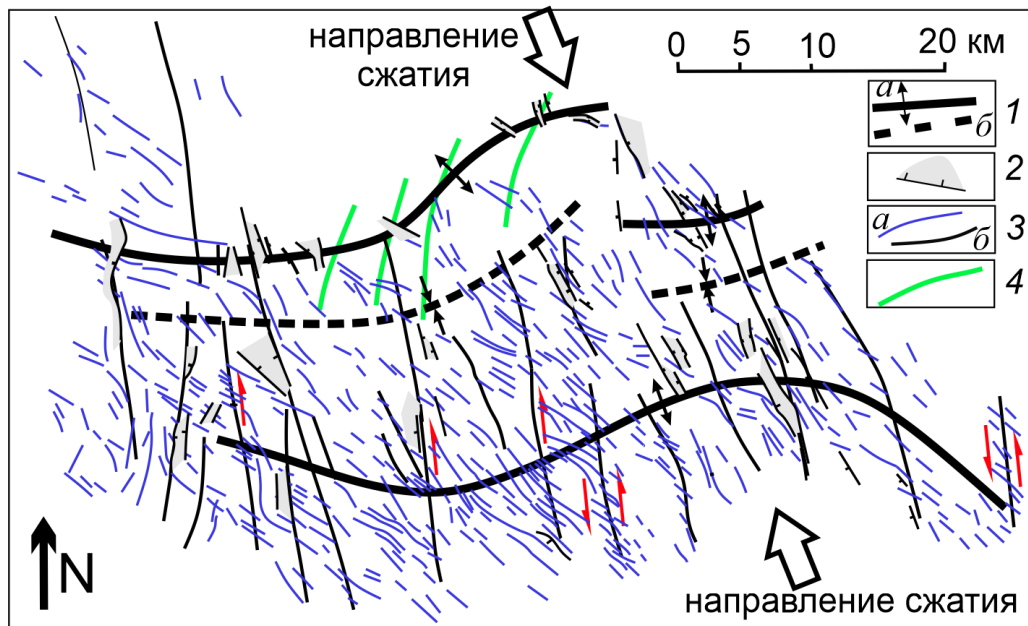 направление
сжатия
0 5 10 20 км
а
б
1
2
а
б
3
4
N
направление сжатия